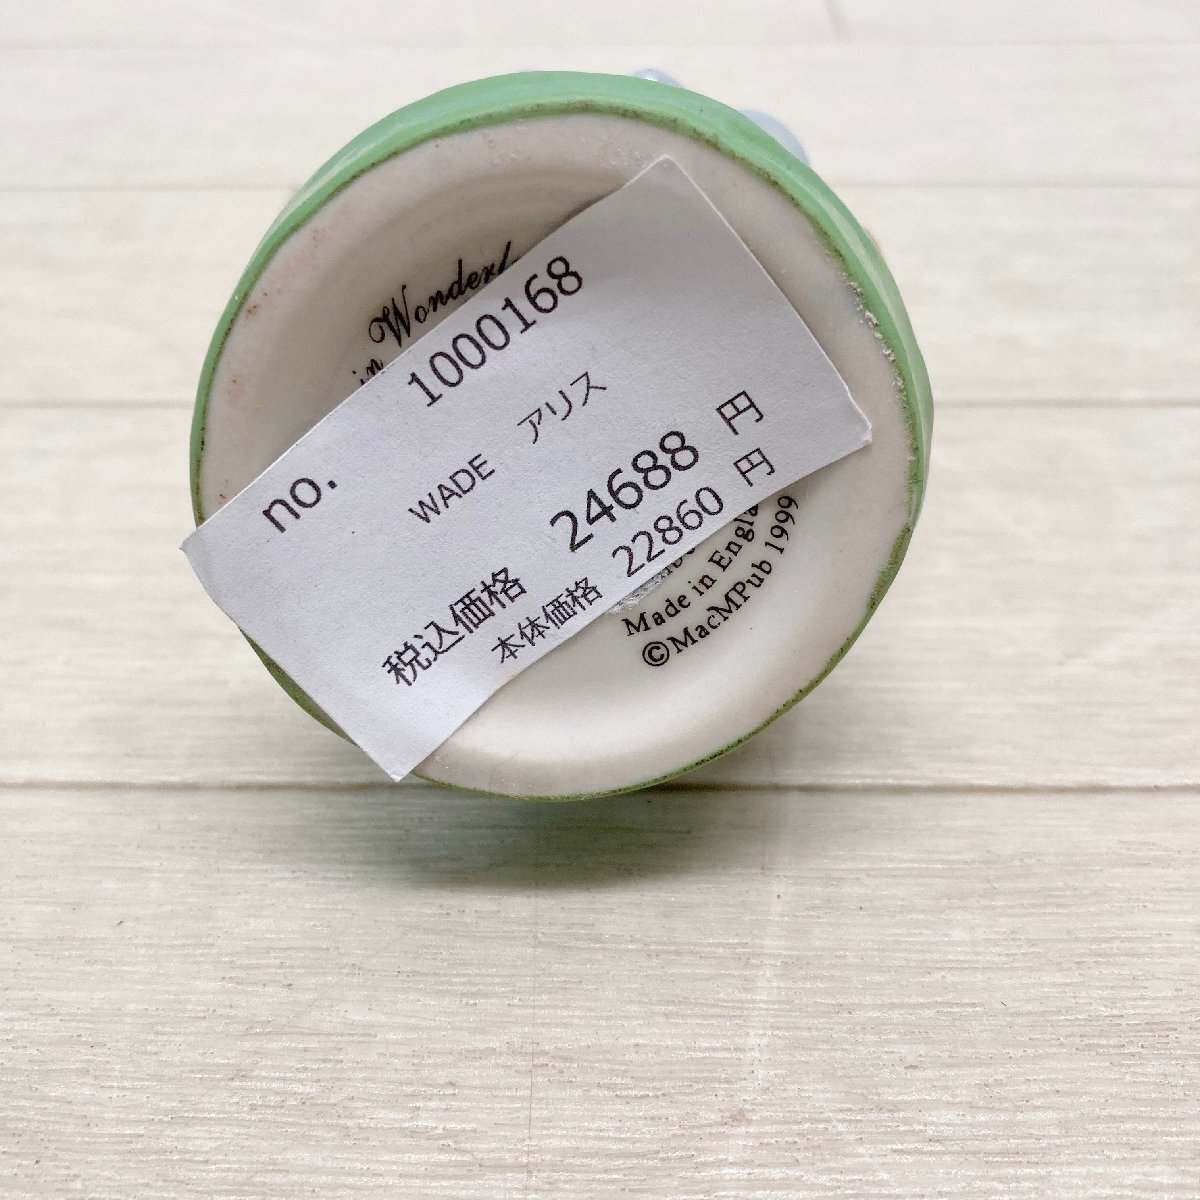 in Wonderl
no. 1000168
WADE アリス
税込価格 24688 円
本体価格 22860 円
Made in Engla
©MacMPub 1999